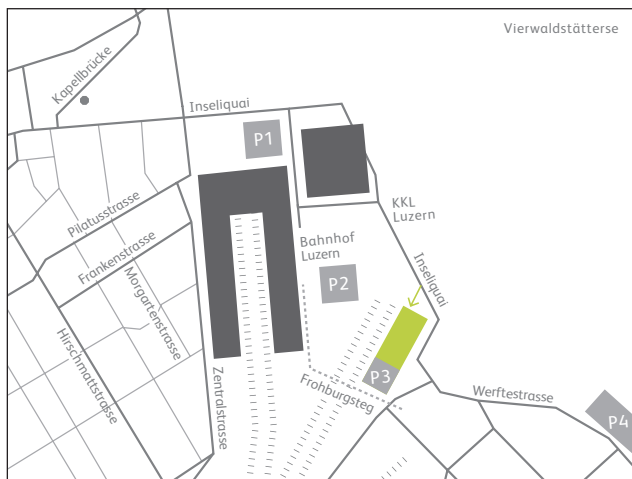 Vierwaldstätterse
Kapellbrücke
Inseliquai
P1
KKL
Luzern
Pilatusstrasse
Bahnhof
Luzern
Frankenstrasse
Inseliquai
P2
Morgartenstrasse
Hirschmattstrasse
Zentralstrasse
P3
Frohburgsteg
Werftestrasse
P4